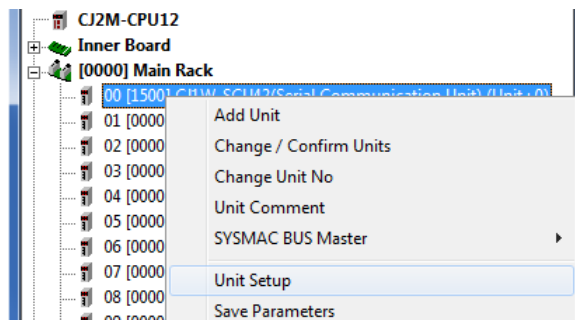 CJ2M-CPU12
Inner Board
[0000] Main Rack
00 [1500] CJ1W-SCU42(Serial Communication Unit) (Unit : 0)
Add Unit
01 [0000
Change / Confirm Units
02 [0000
Change Unit No
03 [0000
Unit Comment
04 [0000
SYSMAC BUS Master
05 [0000
06 [0000
07 [0000
Unit Setup
08 [0000
Save Parameters
09 [0000